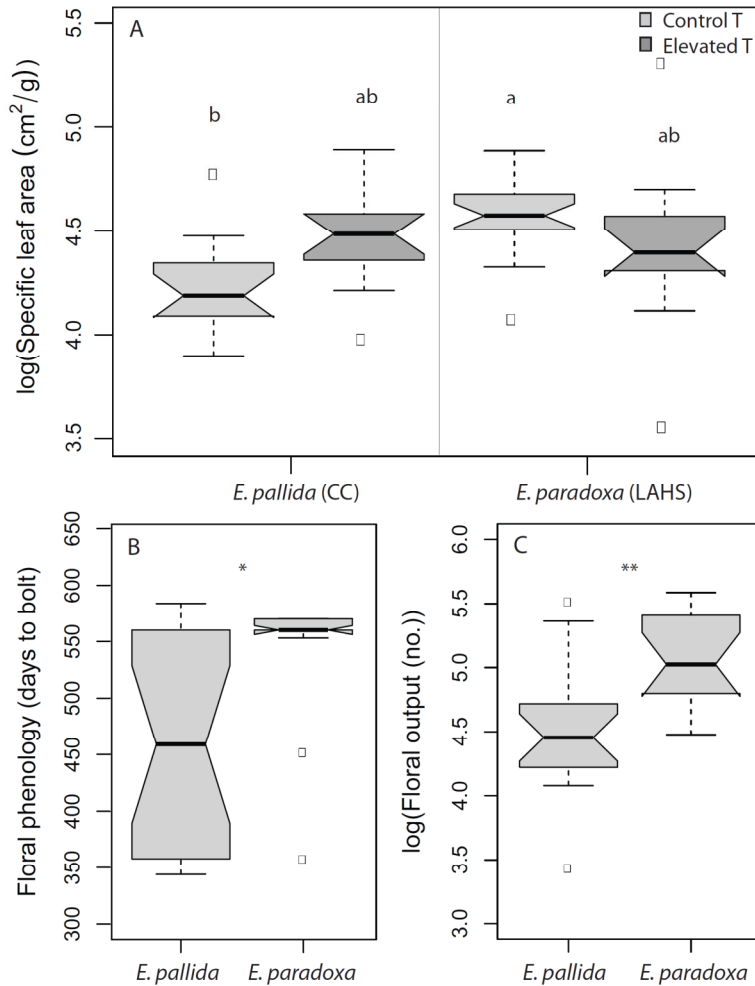 A
Control T
Elevated T
log(Specific leaf area (cm²/g))
5.5
5.0
4.5
4.0
3.5
b
ab
a
ab
E. pallida (CC)
E. paradoxa (LAHS)
B
*
Floral phenology (days to bolt)
650
600
550
500
450
400
350
300
E. pallida
E. paradoxa
C
**
log(Floral output (no.))
6.0
5.5
5.0
4.5
4.0
3.5
3.0
E. pallida
E. paradoxa